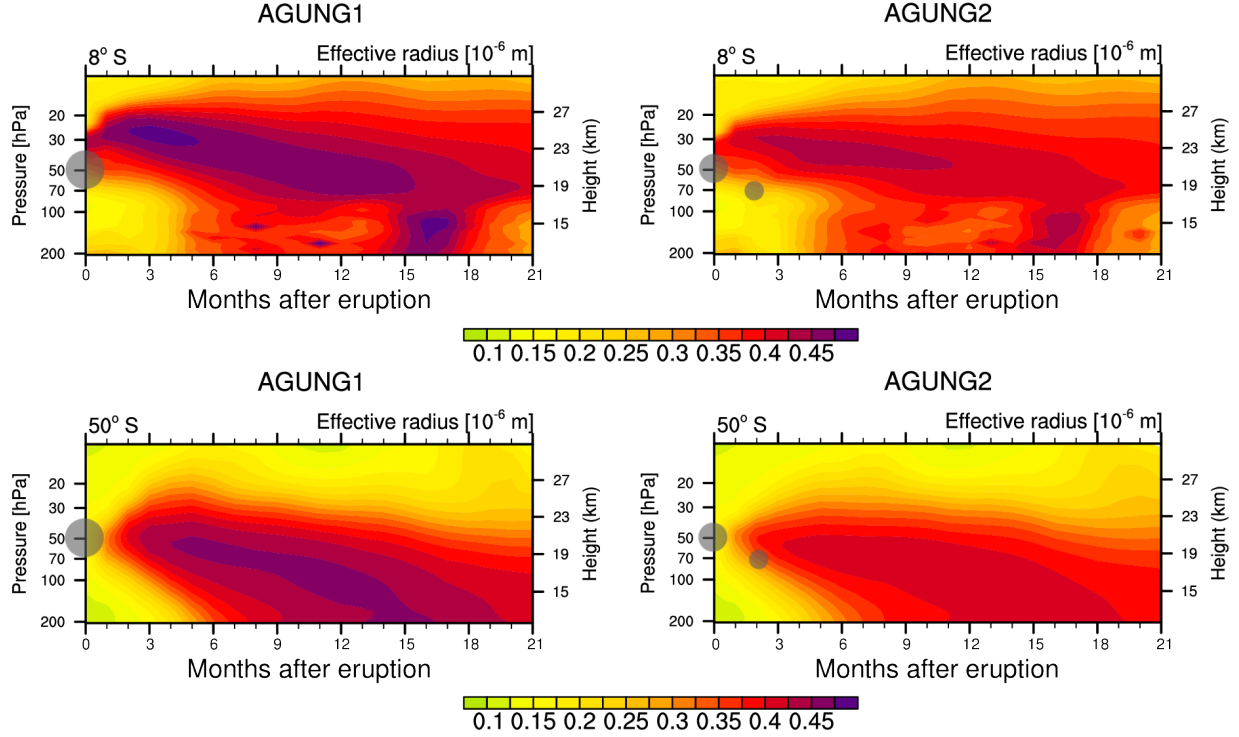 AGUNG1 AGUNG2
8° S Effective radius [10⁻⁶ m] 8° S Effective radius [10⁻⁶ m]
Pressure [hPa] 20 30 50 70 100 200 27 23 19 15 Height (km) Pressure [hPa] 20 30 50 70 100 200 27 23 19 15 Height (km)
0 3 6 9 12 15 18 21 0 3 6 9 12 15 18 21
Months after eruption Months after eruption
0.1 0.15 0.2 0.25 0.3 0.35 0.4 0.45
AGUNG1 AGUNG2
50° S Effective radius [10⁻⁶ m] 50° S Effective radius [10⁻⁶ m]
Pressure [hPa] 20 30 50 70 100 200 27 23 19 15 Height (km) Pressure [hPa] 20 30 50 70 100 200 27 23 19 15 Height (km)
0 3 6 9 12 15 18 21 0 3 6 9 12 15 18 21
Months after eruption Months after eruption
0.1 0.15 0.2 0.25 0.3 0.35 0.4 0.45